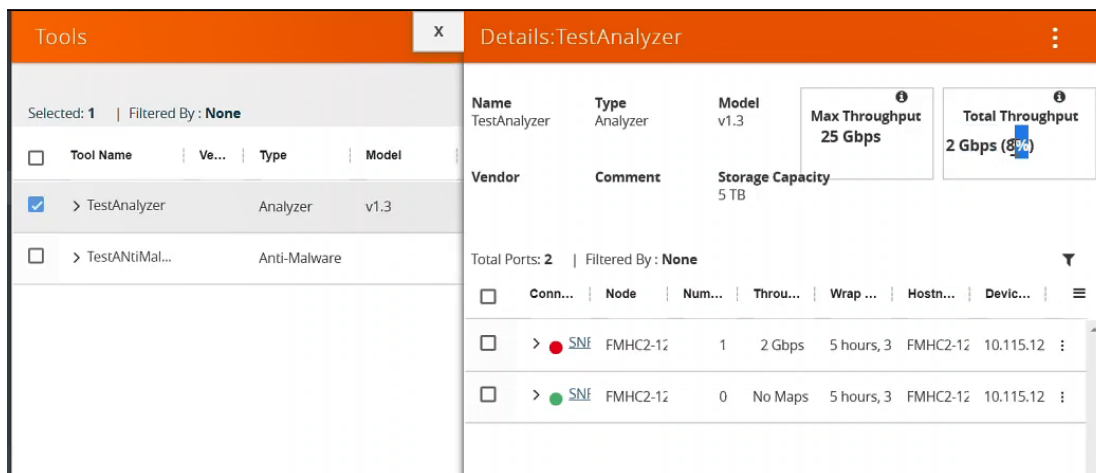 Tools
X
Selected: 1 | Filtered By : None
Tool Name Ve... Type Model
TestAnalyzer Analyzer v1.3
TestANtiMal... Anti-Malware
Details:TestAnalyzer
Name Type Model
TestAnalyzer Analyzer v1.3
Max Throughput
25 Gbps
Total Throughput
2 Gbps (8%)
Vendor Comment Storage Capacity
5 TB
Total Ports: 2 | Filtered By : None
Conn... Node Num... Throu... Wrap ... Hostn... Devic...
SNF FMHC2-12 1 2 Gbps 5 hours, 3 FMHC2-12 10.115.12
SNF FMHC2-12 0 No Maps 5 hours, 3 FMHC2-12 10.115.12